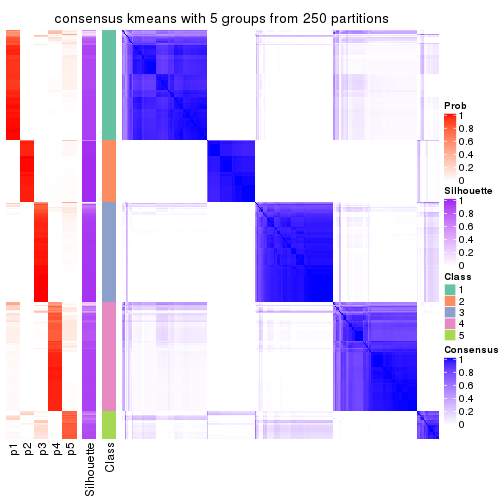 consensus kmeans with 5 groups from 250 partitions
Prob
1
0.8
0.6
0.4
0.2
0
Silhouette
1
0.8
0.6
0.4
0.2
0
Class
1
2
3
4
5
Consensus
1
0.8
0.6
0.4
0.2
0
p1
p2
p3
p4
p5
Silhouette
Class